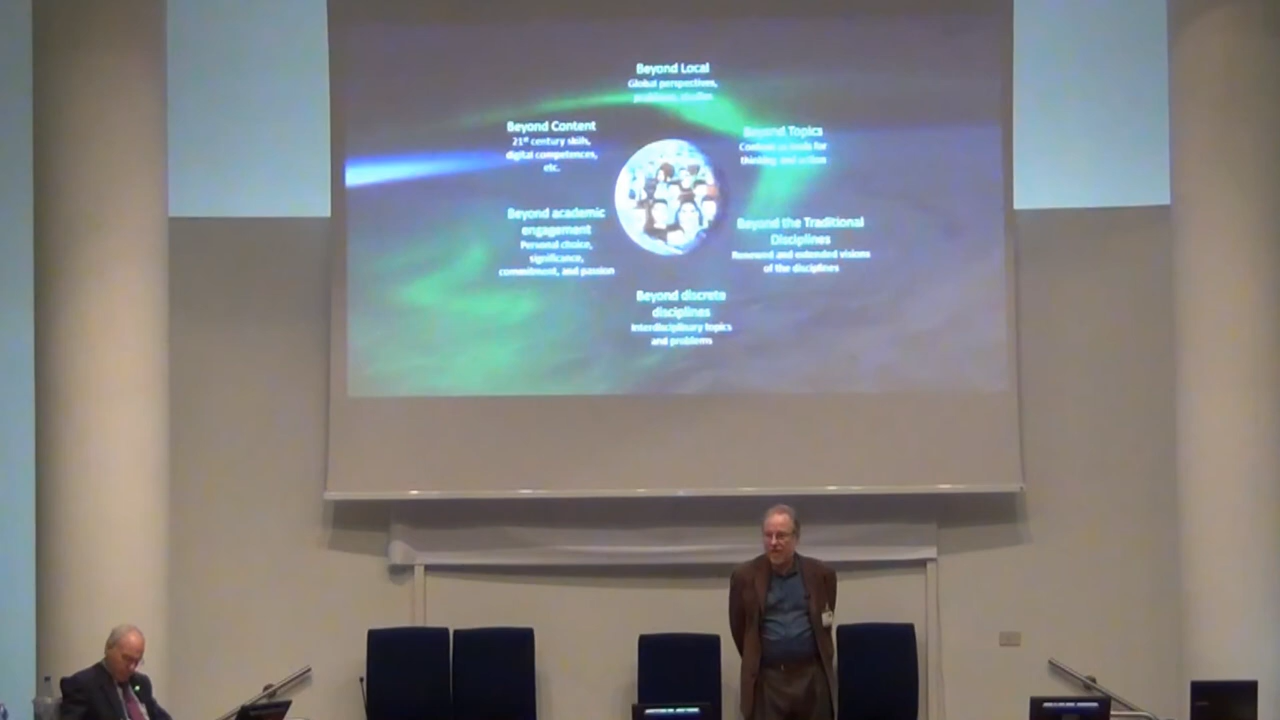 Beyond Local
Global perspectives,
Beyond Content
21st century skills,
digital competences,
etc.
Beyond Topics
Content as tools for
thinking and action
Beyond academic
engagement
Personal choice,
significance,
commitment, and passion
Beyond the Traditional
Disciplines
Renewed and extended visions
of the disciplines
Beyond discrete
disciplines
Interdisciplinary topics
and problems